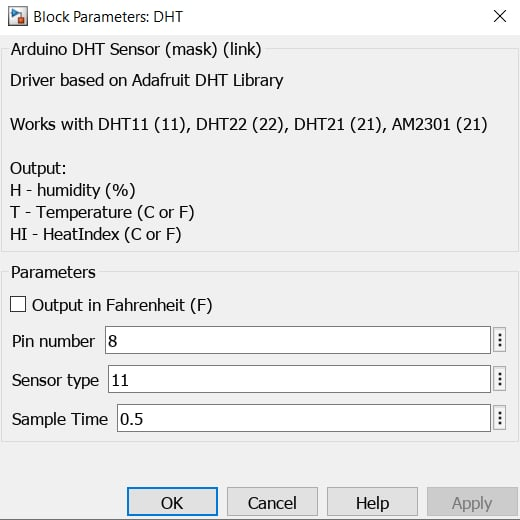 Block Parameters: DHT
Arduino DHT Sensor (mask) (link)
Driver based on Adafruit DHT Library
Works with DHT11 (11), DHT22 (22), DHT21 (21), AM2301 (21)
Output:
H - humidity (%)
T - Temperature (C or F)
HI - HeatIndex (C or F)
Parameters
Output in Fahrenheit (F)
Pin number 8
Sensor type 11
Sample Time 0.5
OK Cancel Help Apply